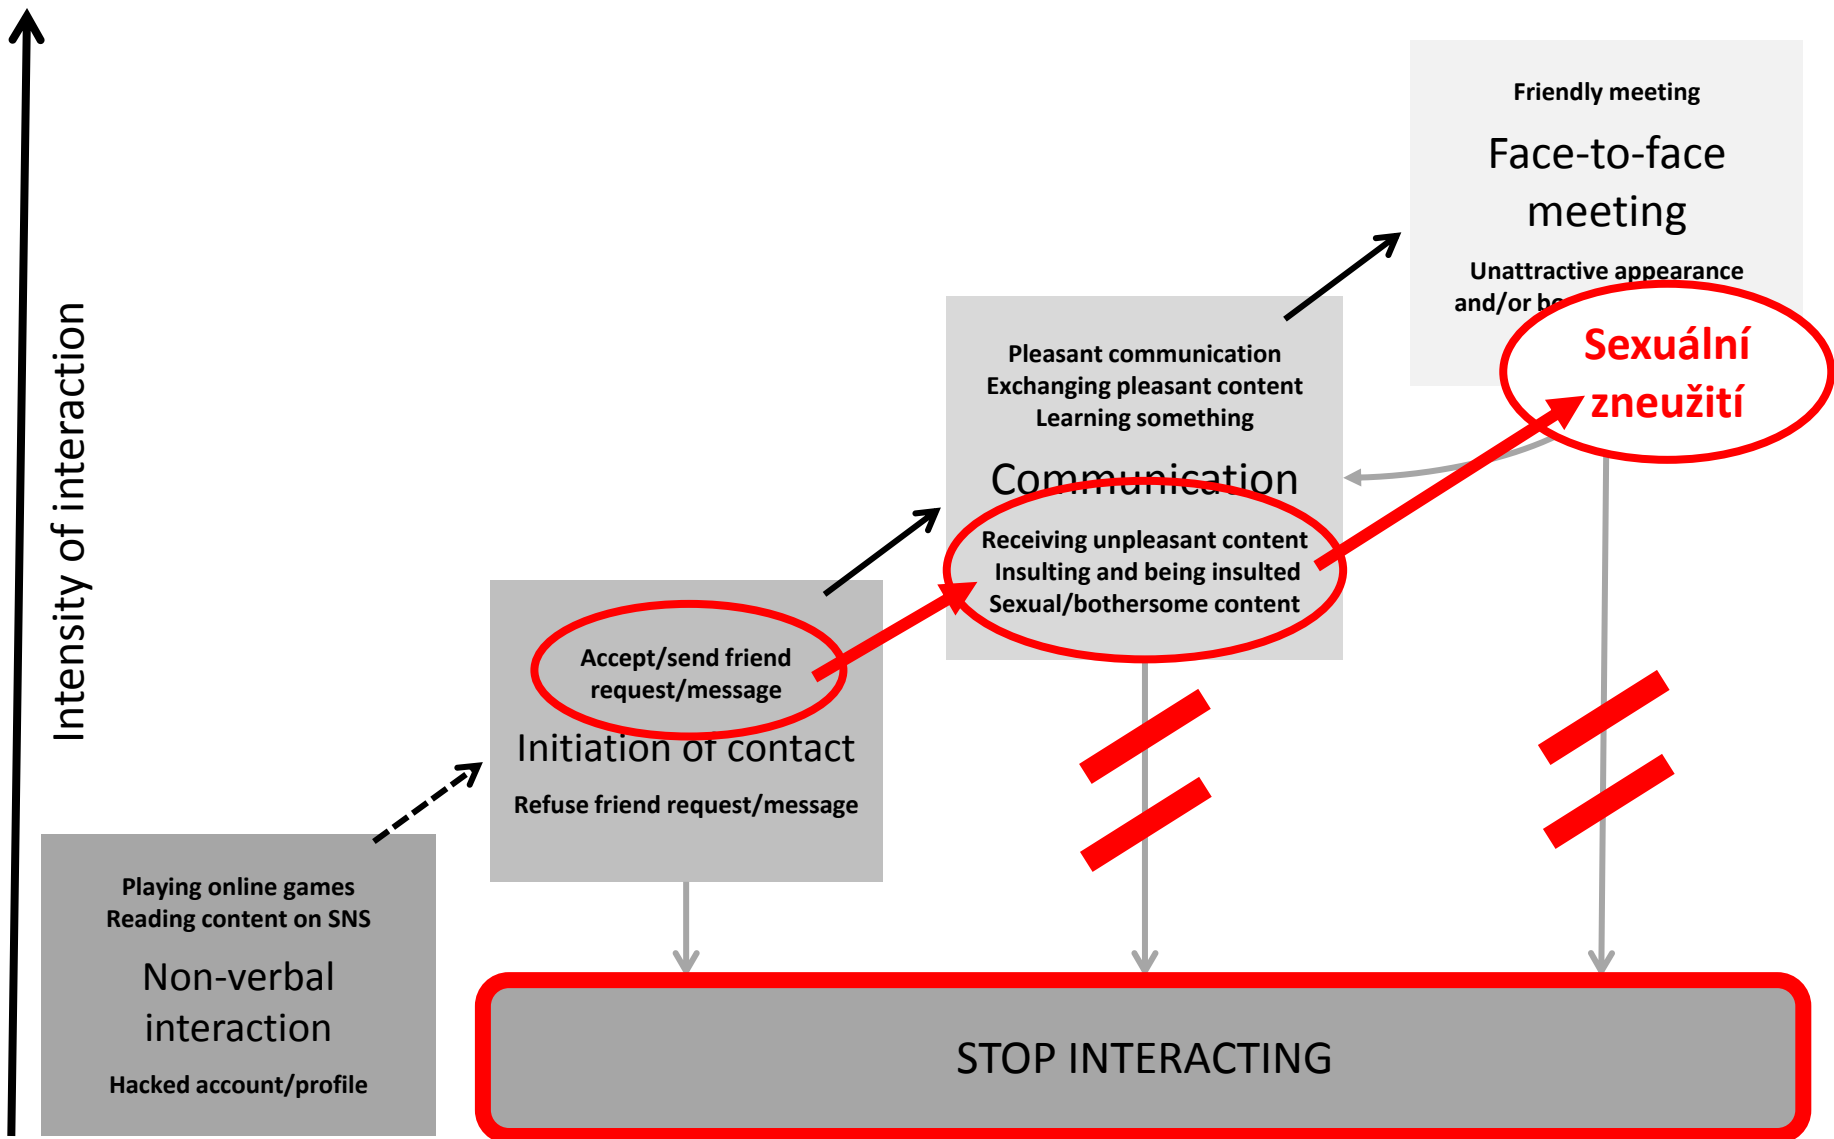 Intensity of interaction
Friendly meeting
Face-to-face
meeting
Unattractive appearance
and/or
Sexuální
zneužití
Pleasant communication
Exchanging pleasant content
Learning something
Communication
Receiving unpleasant content
Insulting and being insulted
Sexual/bothersome content
Accept/send friend
request/message
Initiation of contact
Refuse friend request/message
Playing online games
Reading content on SNS
Non-verbal
interaction
Hacked account/profile
STOP INTERACTING